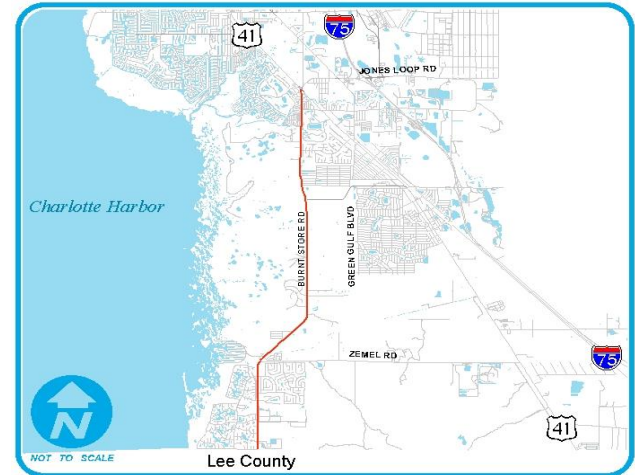 41
75
JONES LOOP RD
Charlotte Harbor
BURNT STORE RD
GREEN GULF BLVD
ZEMEL RD
75
41
N
NOT TO SCALE
Lee County